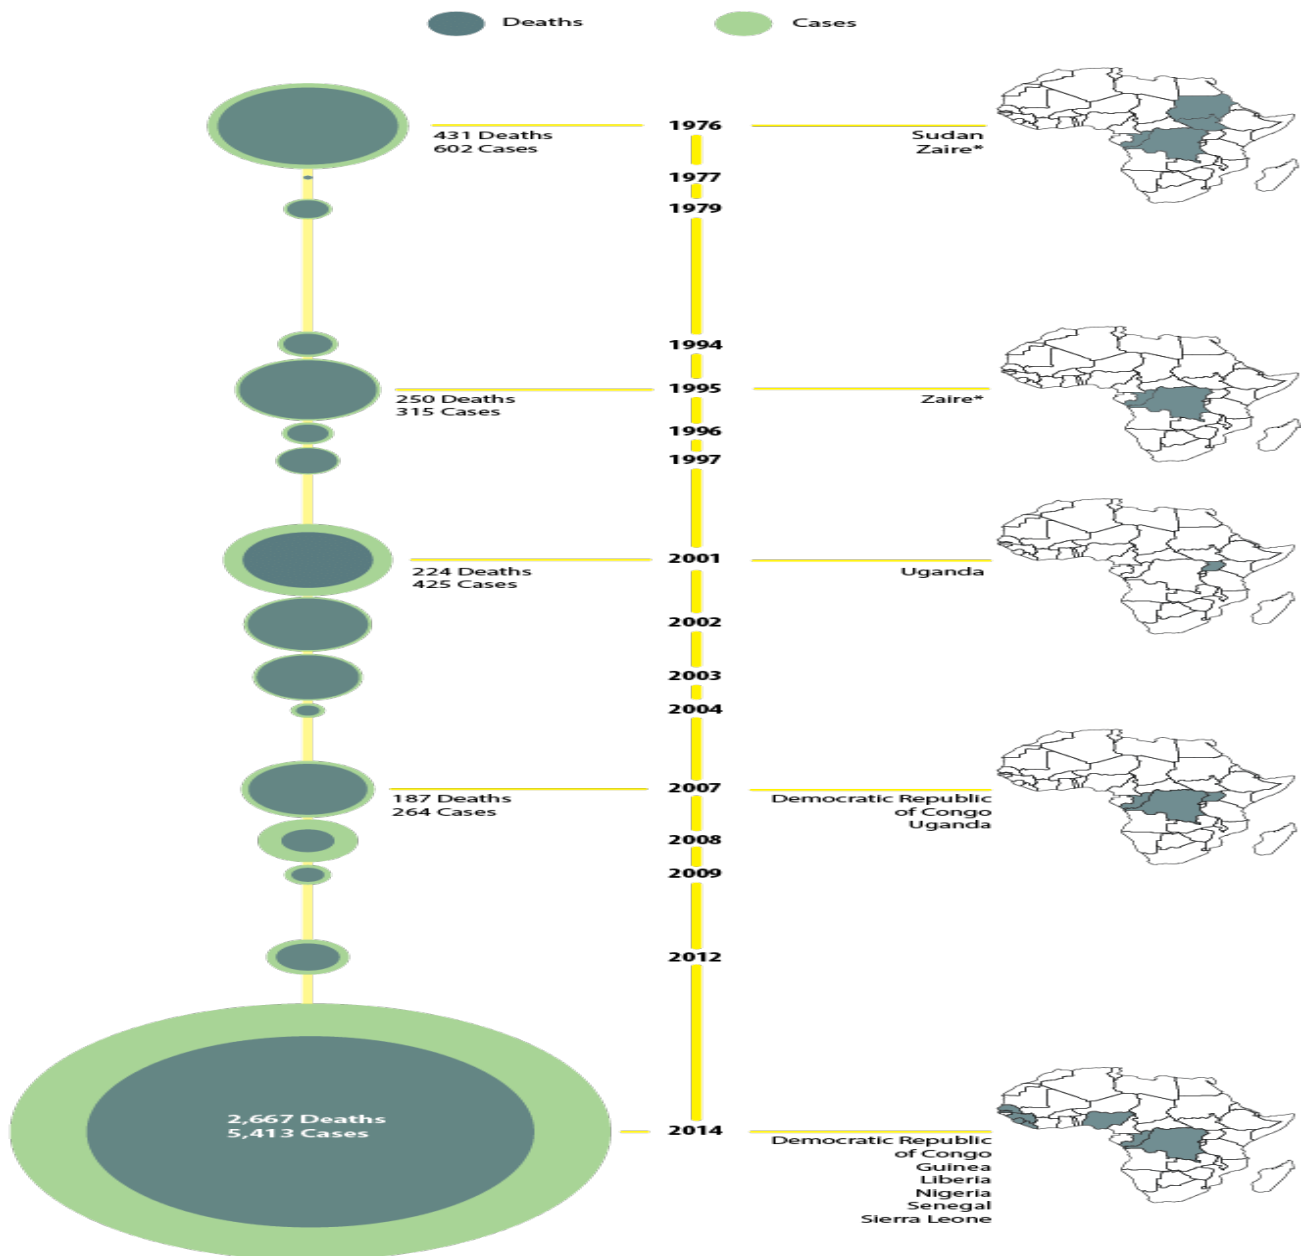 Deaths
Cases
1976
431 Deaths
602 Cases
Sudan
Zaire*
1977
1979
1994
1995
250 Deaths
315 Cases
Zaire*
1996
1997
2001
224 Deaths
425 Cases
Uganda
2002
2003
2004
2007
187 Deaths
264 Cases
Democratic Republic
of Congo
Uganda
2008
2009
2012
2,667 Deaths
5,413 Cases
2014
Democratic Republic
of Congo
Guinea
Liberia
Nigeria
Senegal
Sierra Leone